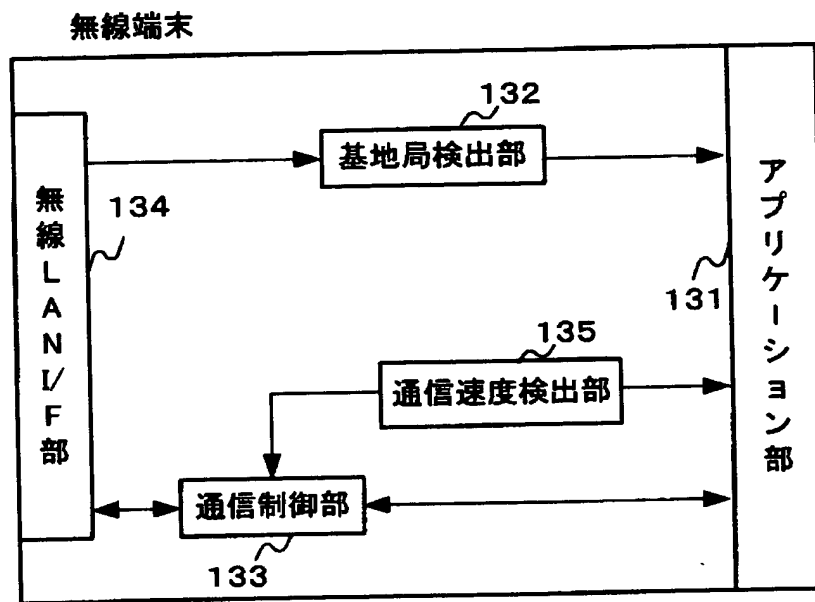 無線端末
132
基地局検出部
無線LANI/F部
134
131
アプリケーション部
135
通信速度検出部
通信制御部
133